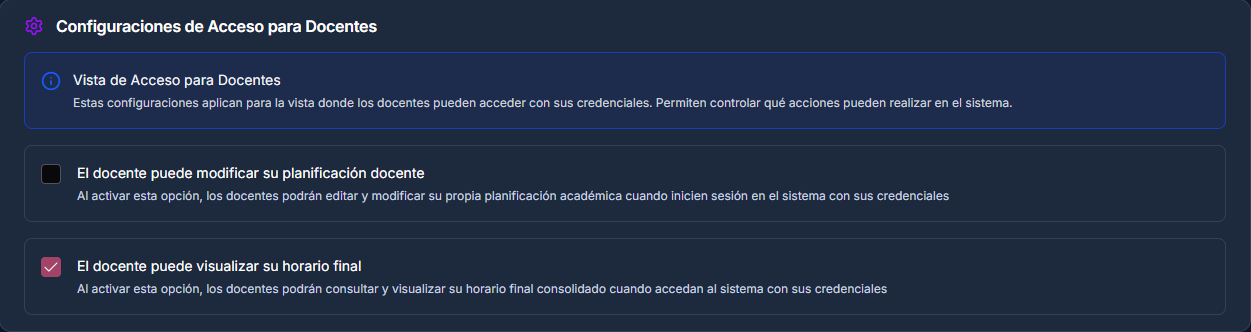 Configuraciones de Acceso para Docentes
Vista de Acceso para Docentes
Estas configuraciones aplican para la vista donde los docentes pueden acceder con sus credenciales. Permiten controlar qué acciones pueden realizar en el sistema.
El docente puede modificar su planificación docente
Al activar esta opción, los docentes podrán editar y modificar su propia planificación académica cuando inicien sesión en el sistema con sus credenciales
El docente puede visualizar su horario final
Al activar esta opción, los docentes podrán consultar y visualizar su horario final consolidado cuando accedan al sistema con sus credenciales